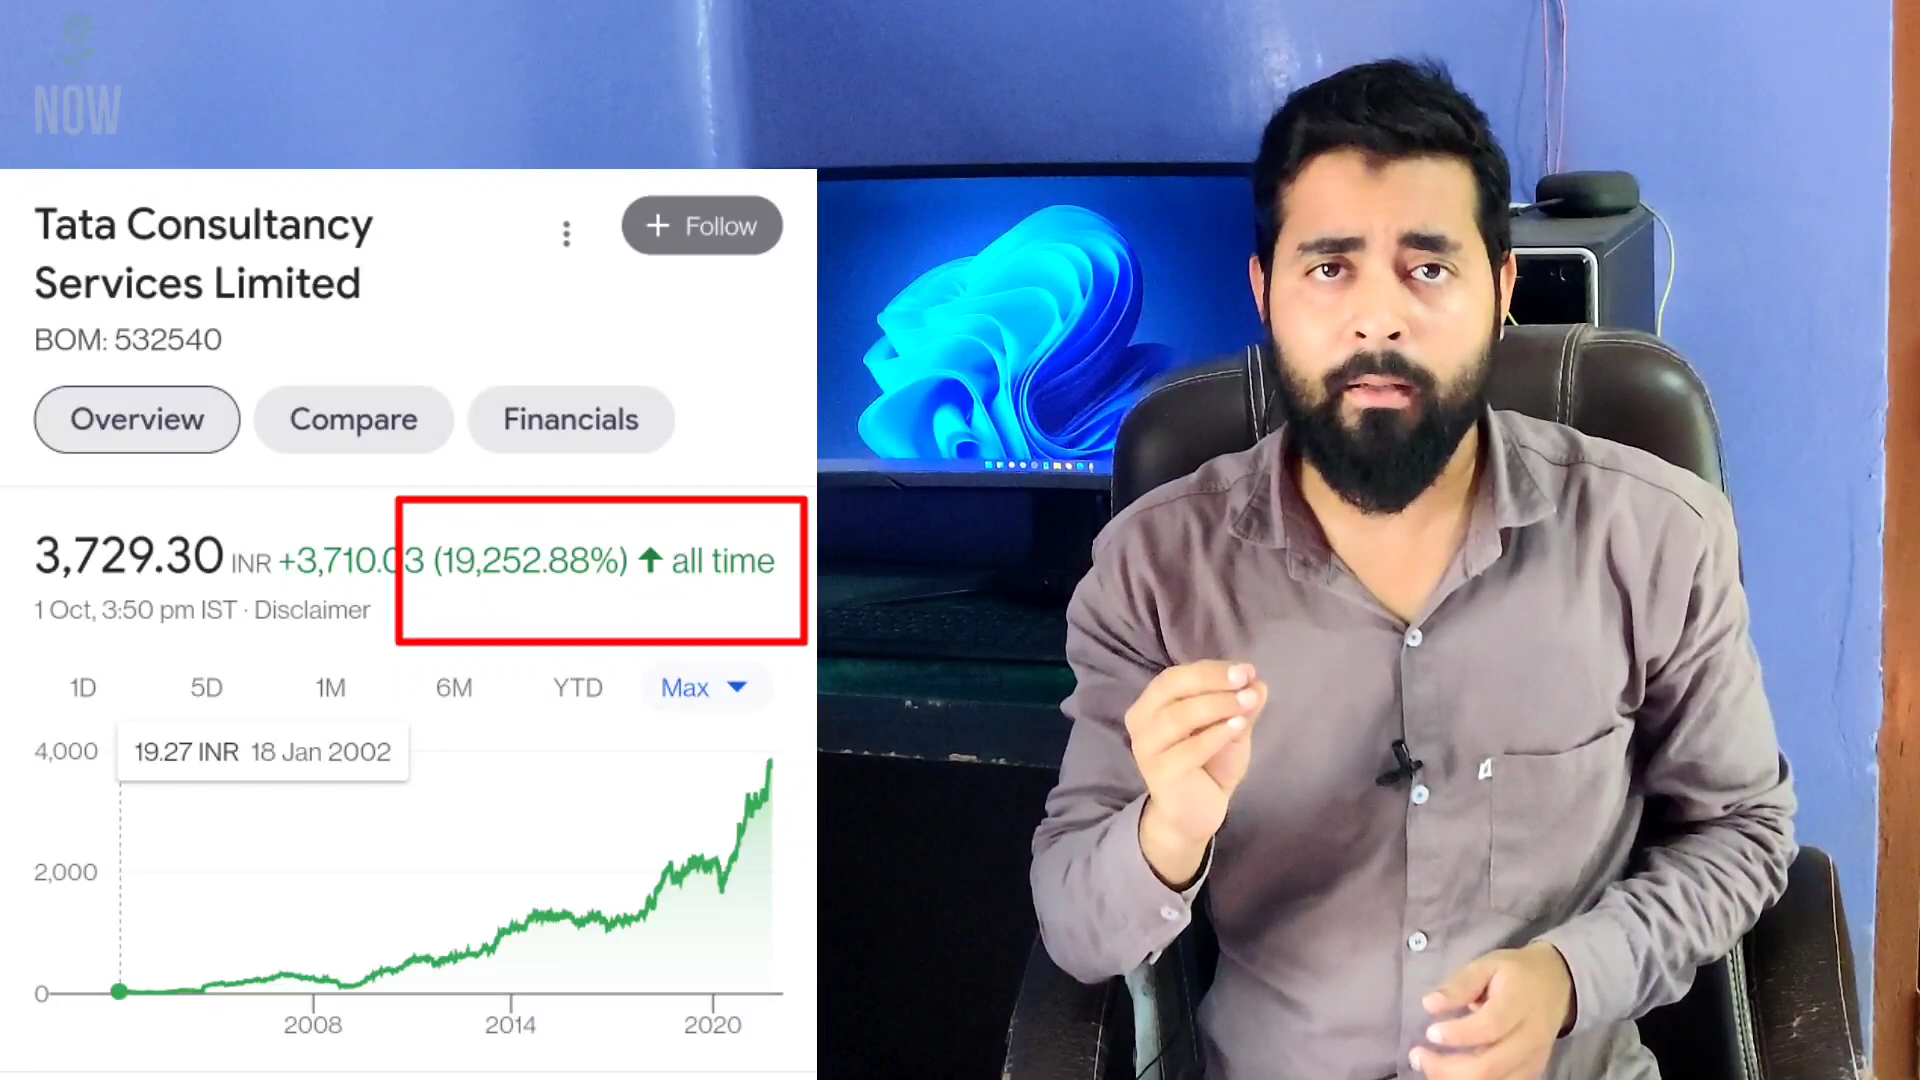 NOW
Tata Consultancy
Services Limited
+ Follow
BOM: 532540
Overview Compare Financials
3,729.30 INR +3,710.03 (19,252.88%) ↑ all time
1 Oct, 3:50 pm IST · Disclaimer
1D 5D 1M 6M YTD Max
4,000
19.27 INR 18 Jan 2002
2,000
0
2008 2014 2020